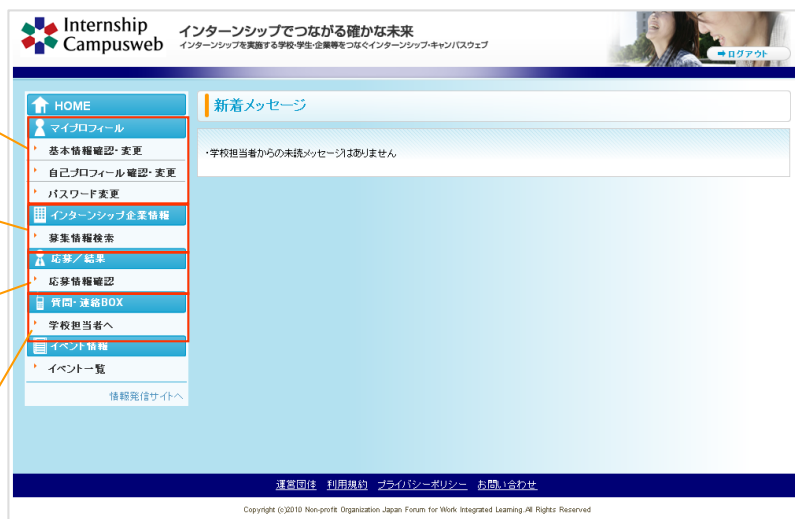 Internship
Campusweb
インターンシップでつながる確かな未来
インターンシップを実施する学校・学生・企業等をつなぐインターンシップ・キャンパスウェブ
ログアウト
HOME
マイプロフィール
基本情報確認・変更
自己プロフィール確認・変更
パスワード変更
インターンシップ企業情報
募集情報検索
応募／結果
応募情報確認
質問・連絡BOX
学校担当者へ
イベント情報
イベント一覧
情報発信サイトへ
新着メッセージ
・学校担当者からの未読メッセージはありません
運営団体 利用規約 プライバシーポリシー お問い合わせ
Copyright (c)2010 Non-profit Organization Japan Forum for Work Integrated Learning.All Rights Reserved